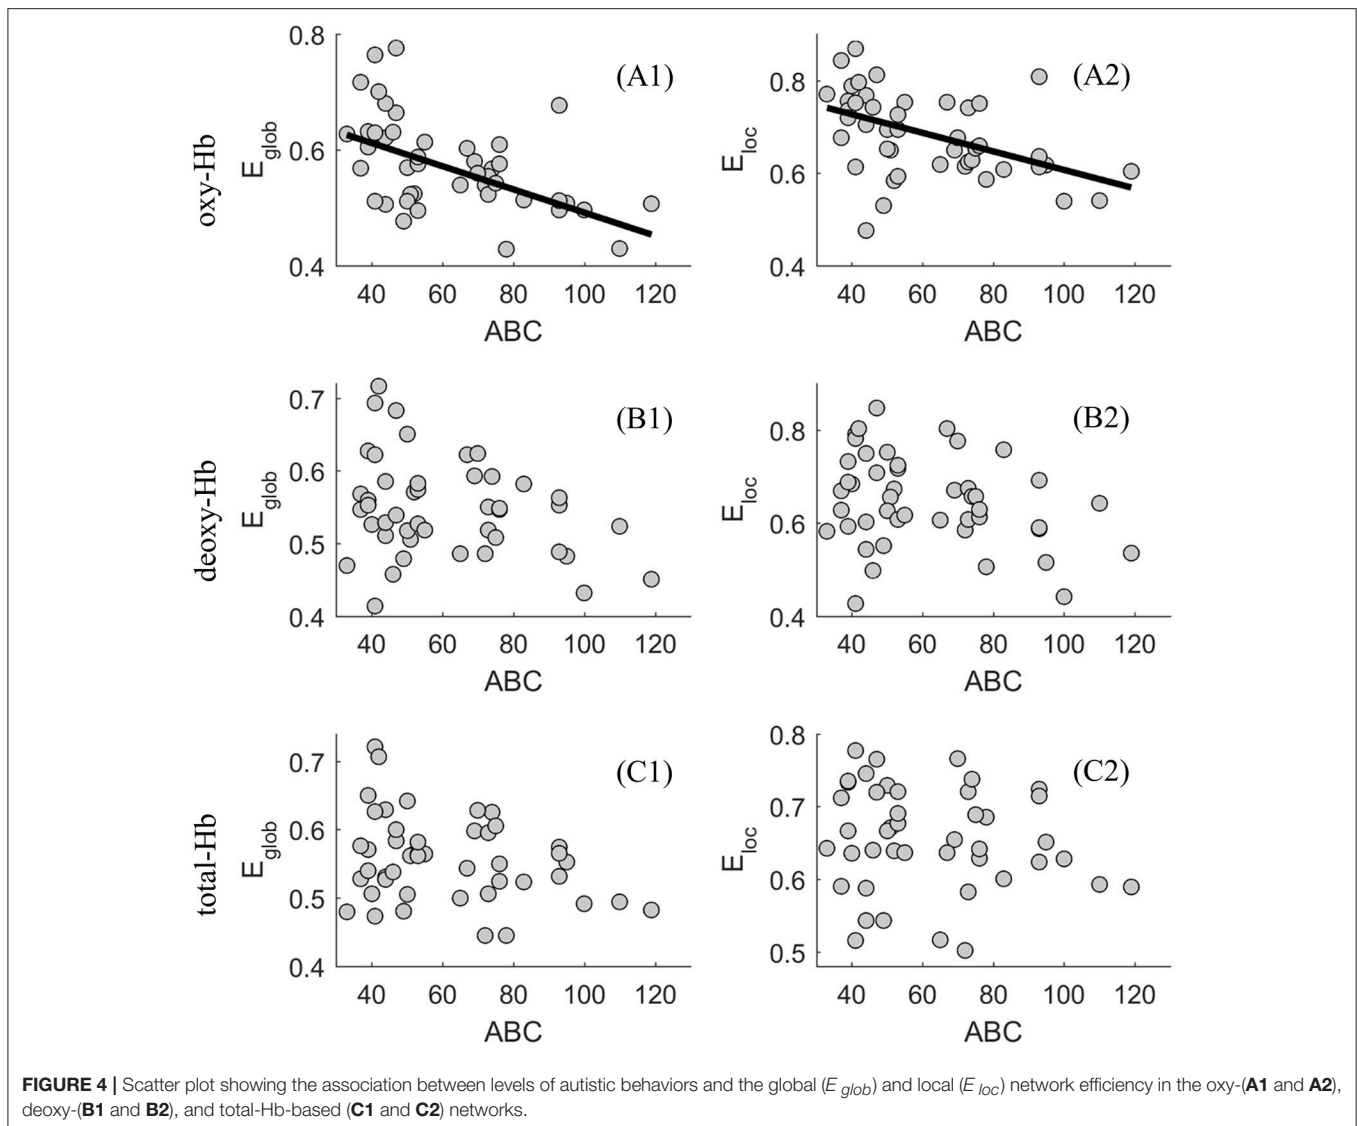 oxy-Hb
0.8
0.6
0.4
E_glob
(A1)
40 60 80 100 120
ABC
0.8
0.6
0.4
E_loc
(A2)
40 60 80 100 120
ABC
deoxy-Hb
0.7
0.6
0.5
0.4
E_glob
(B1)
40 60 80 100 120
ABC
0.8
0.6
0.4
E_loc
(B2)
40 60 80 100 120
ABC
total-Hb
0.7
0.6
0.5
0.4
E_glob
(C1)
40 60 80 100 120
ABC
0.8
0.7
0.6
0.5
E_loc
(C2)
40 60 80 100 120
ABC
FIGURE 4 | Scatter plot showing the association between levels of autistic behaviors and the global (E glob) and local (E loc) network efficiency in the oxy-(A1 and A2),
deoxy-(B1 and B2), and total-Hb-based (C1 and C2) networks.